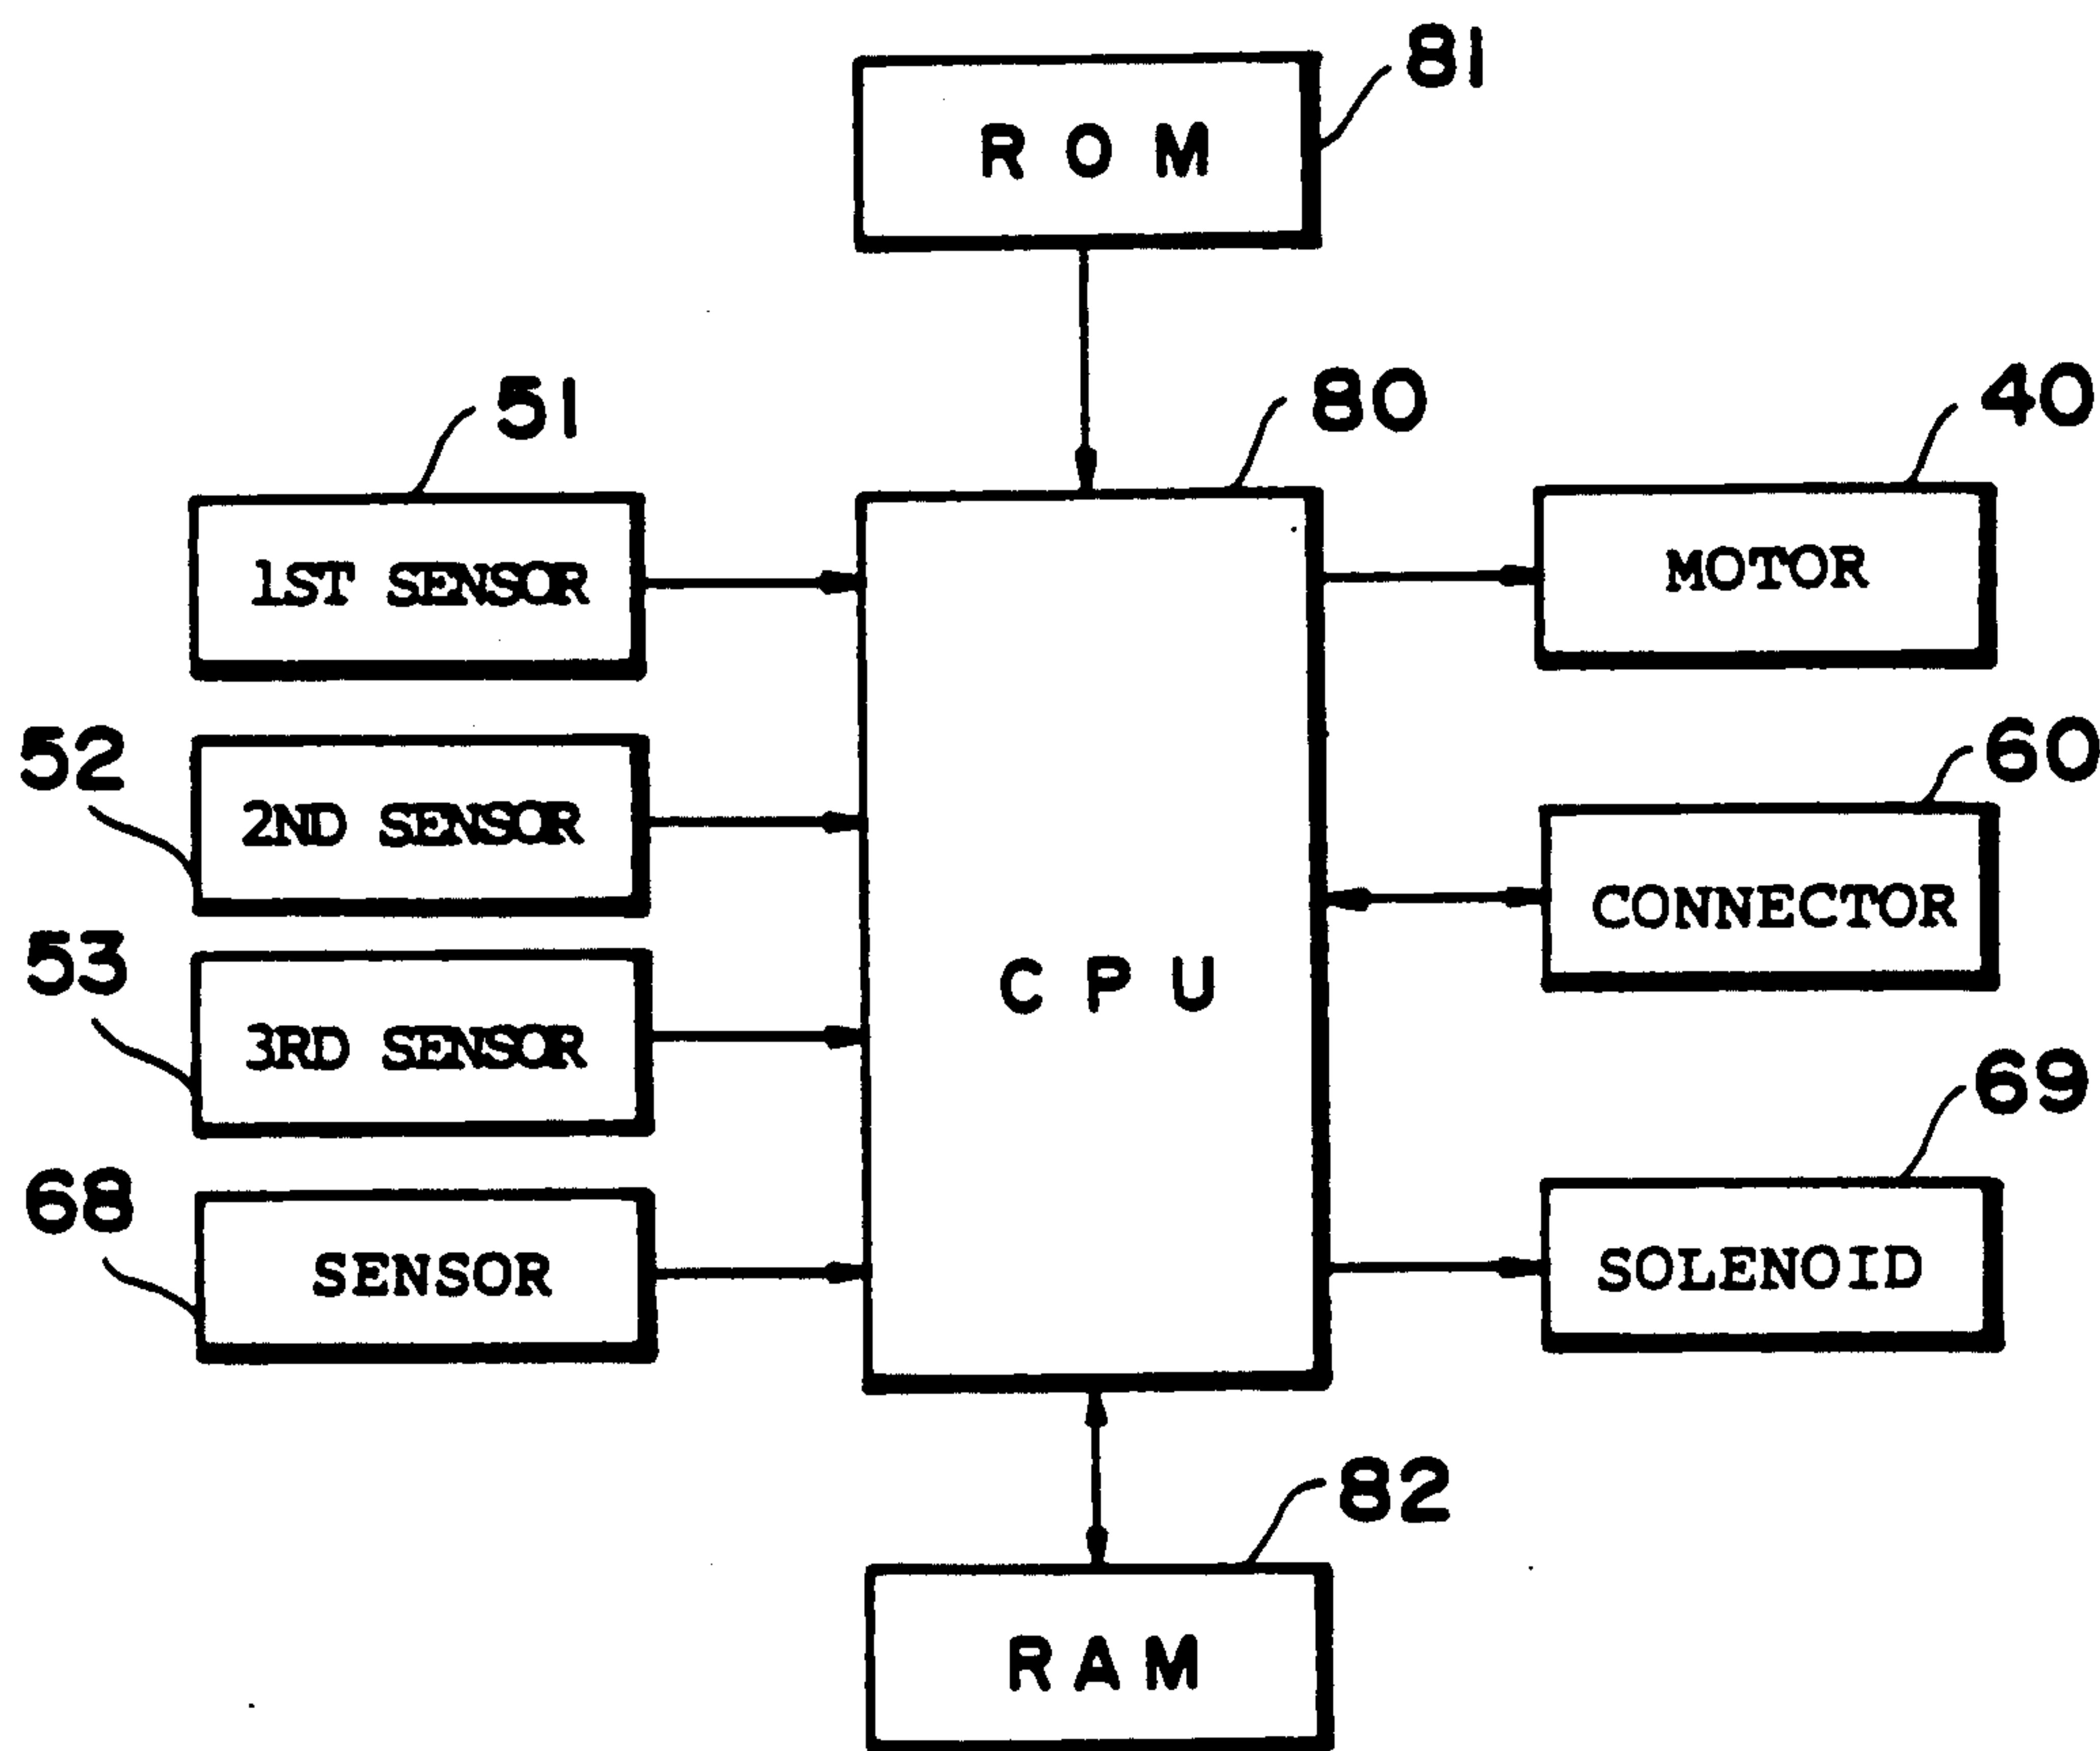 81
ROM
51
80
40
1ST SENSOR
MOTOR
52
60
2ND SENSOR
CONNECTOR
53
CPU
3RD SENSOR
69
68
SENSOR
SOLENOID
82
RAM